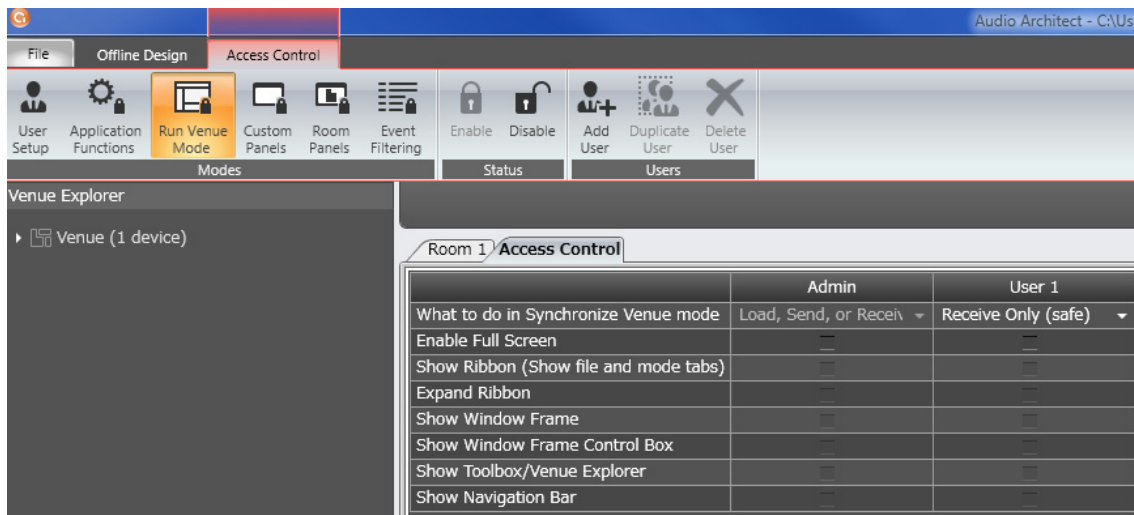 Audio Architect - C:\Us
File Offline Design Access Control
User Setup Application Functions Run Venue Mode Custom Panels Room Panels Event Filtering Enable Disable Add User Duplicate User Delete User
Modes Status Users
Venue Explorer
Venue (1 device)
Room 1 Access Control
Admin User 1
What to do in Synchronize Venue mode Load, Send, or Receiv Receive Only (safe)
Enable Full Screen
Show Ribbon (Show file and mode tabs)
Expand Ribbon
Show Window Frame
Show Window Frame Control Box
Show Toolbox/Venue Explorer
Show Navigation Bar